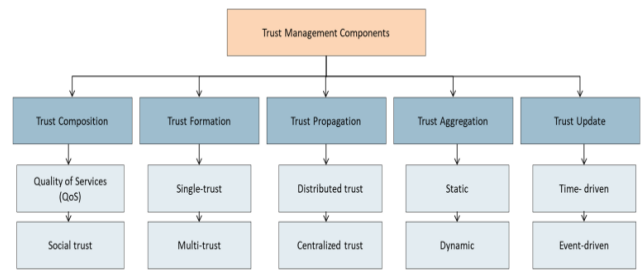 Trust Management Components
Trust Composition
Trust Formation
Trust Propagation
Trust Aggregation
Trust Update
Quality of Services
(QoS)
Single-trust
Distributed trust
Static
Time- driven
Social trust
Multi-trust
Centralized trust
Dynamic
Event-driven